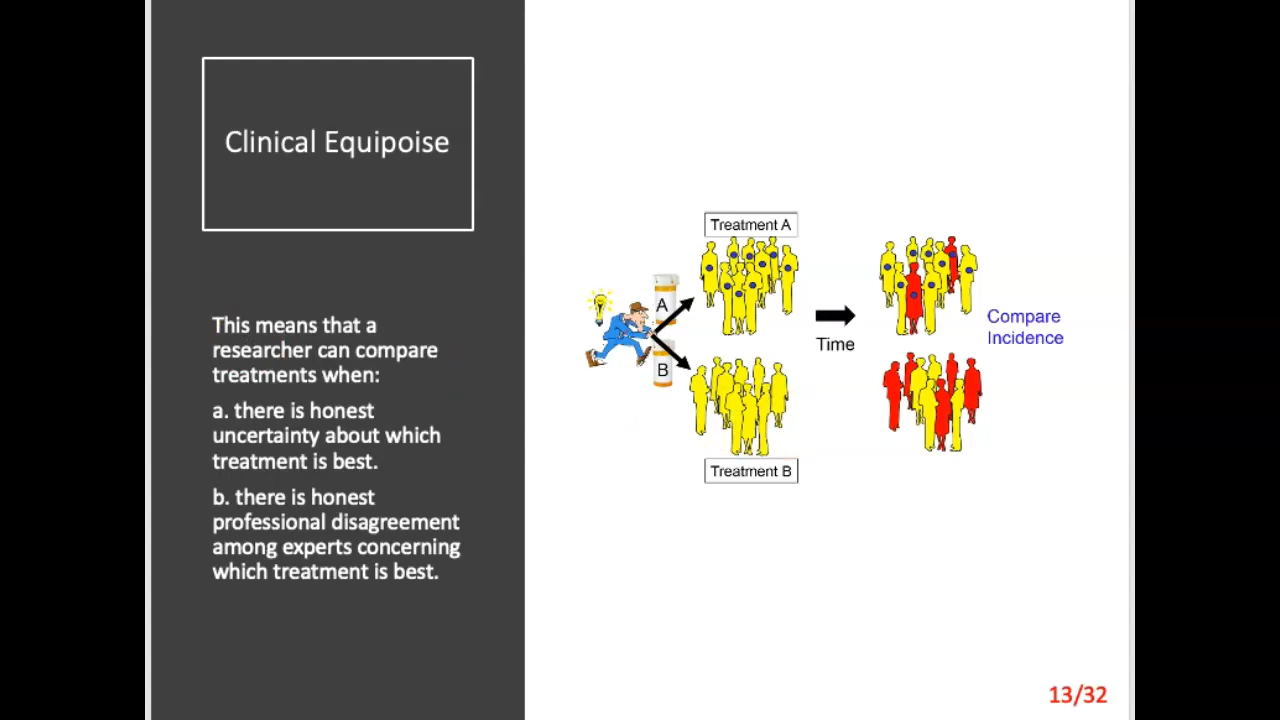 Clinical Equipoise
This means that a
researcher can compare
treatments when:
a. there is honest
uncertainty about which
treatment is best.
b. there is honest
professional disagreement
among experts concerning
which treatment is best.
Treatment A
A
B
Time
Compare
Incidence
Treatment B
13/32